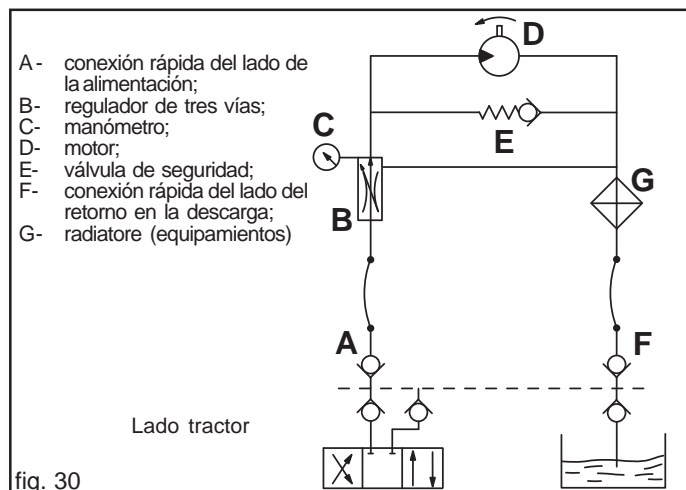 A- conexión rápida del lado de
la alimentación;
B- regulador de tres vías;
C- manómetro;
D- motor;
E- válvula de seguridad;
F- conexión rápida del lado del
retorno en la descarga;
G- radiatore (equipamientos)
D
C
E
G
B
A
F
Lado tractor
fig. 30